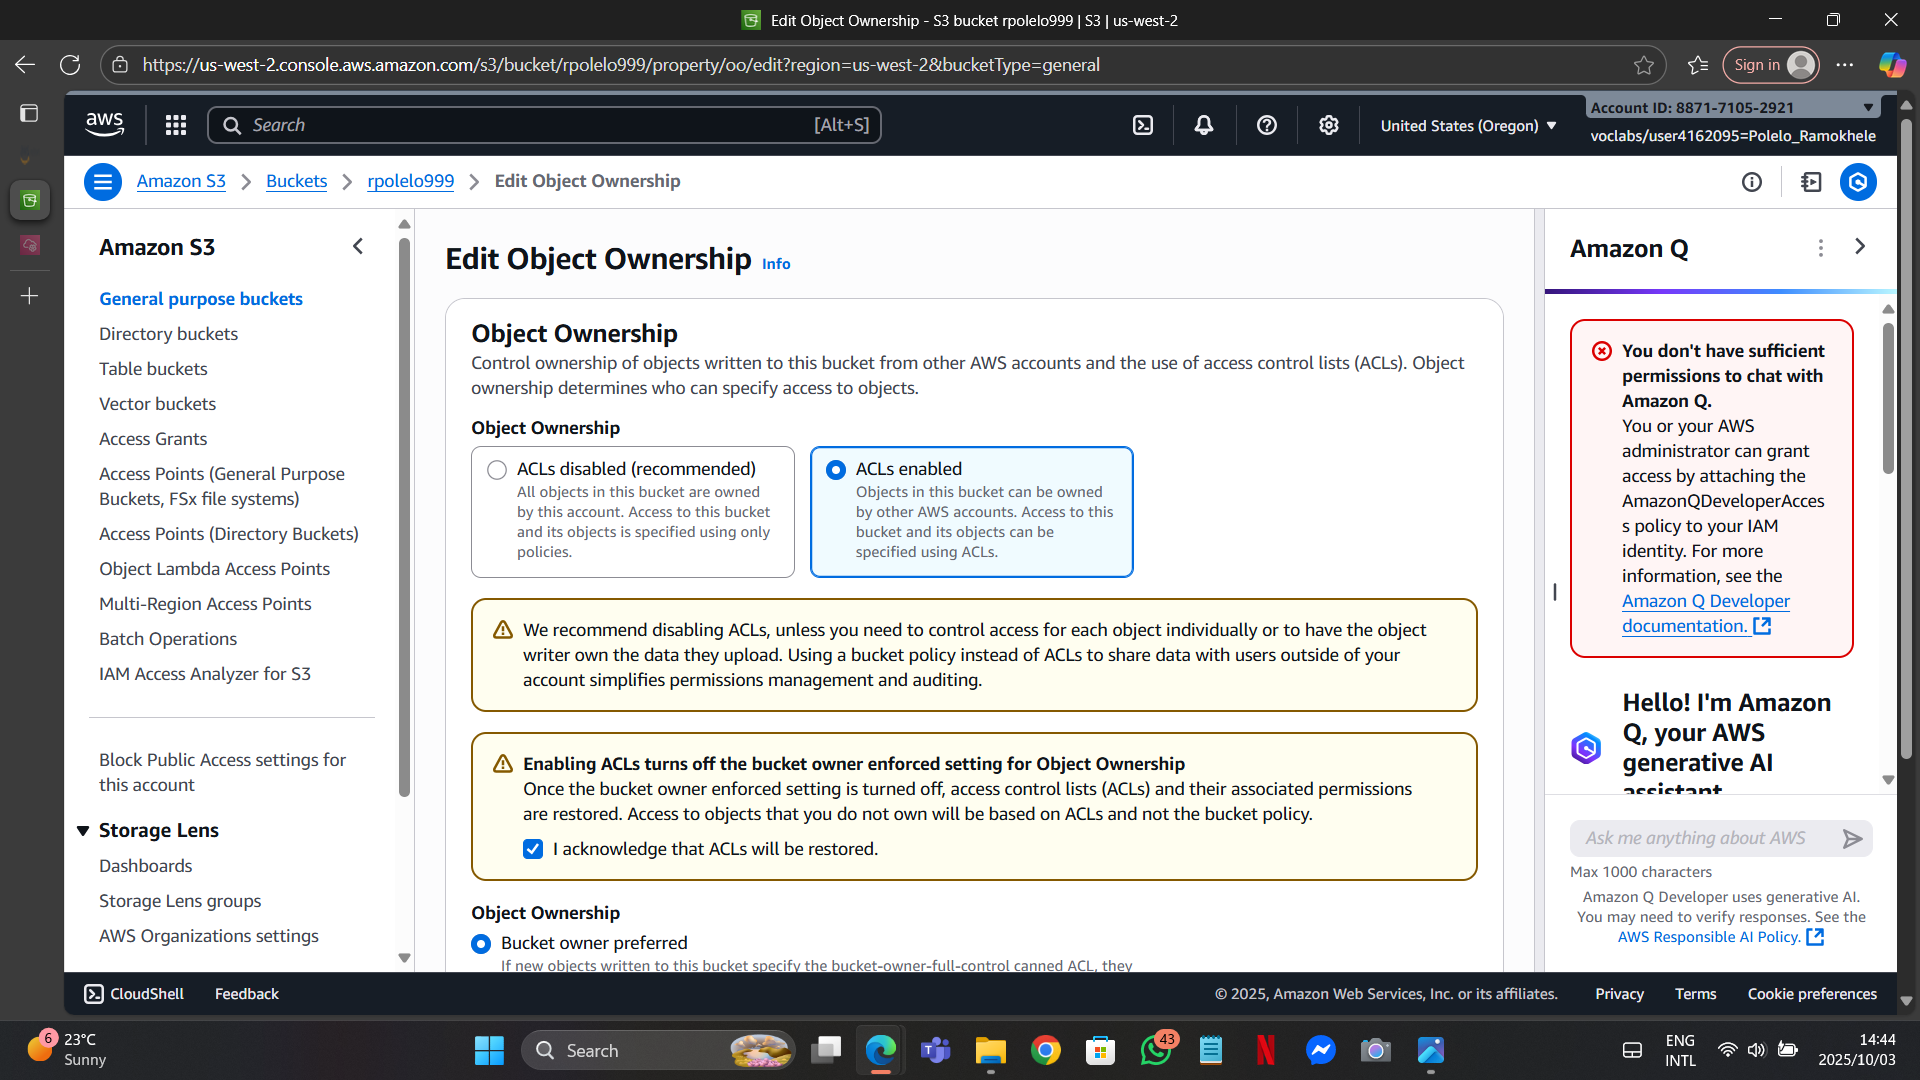 Edit Object Ownership - S3 bucket rpolelo999 | S3 | us-west-2
https://us-west-2.console.aws.amazon.com/s3/bucket/rpolelo999/property/oo/edit?region=us-west-2&bucketType=general
Sign in
aws
Search
[Alt+S]
United States (Oregon)
Account ID: 8871-7105-2921
voclabs/user4162095=Polelo_Ramokhele
Amazon S3
Buckets
rpolelo999
Edit Object Ownership
Amazon S3
General purpose buckets
Directory buckets
Table buckets
Vector buckets
Access Grants
Access Points (General Purpose
Buckets, FSx file systems)
Access Points (Directory Buckets)
Object Lambda Access Points
Multi-Region Access Points
Batch Operations
IAM Access Analyzer for S3
Block Public Access settings for
this account
Storage Lens
Dashboards
Storage Lens groups
AWS Organizations settings
Edit Object Ownership Info
Object Ownership
Control ownership of objects written to this bucket from other AWS accounts and the use of access control lists (ACLs). Object
ownership determines who can specify access to objects.
Object Ownership
ACLs disabled (recommended)
All objects in this bucket are owned
by this account. Access to this bucket
and its objects is specified using only
policies.
ACLs enabled
Objects in this bucket can be owned
by other AWS accounts. Access to this
bucket and its objects can be
specified using ACLs.
We recommend disabling ACLs, unless you need to control access for each object individually or to have the object
writer own the data they upload. Using a bucket policy instead of ACLs to share data with users outside of your
account simplifies permissions management and auditing.
Enabling ACLs turns off the bucket owner enforced setting for Object Ownership
Once the bucket owner enforced setting is turned off, access control lists (ACLs) and their associated permissions
are restored. Access to objects that you do not own will be based on ACLs and not the bucket policy.
I acknowledge that ACLs will be restored.
Object Ownership
Bucket owner preferred
If new objects written to this bucket specify the bucket-owner-full-control canned ACL, they
Amazon Q
You don't have sufficient
permissions to chat with
Amazon Q.
You or your AWS
administrator can grant
access by attaching the
AmazonQDeveloperAcces
s policy to your IAM
identity. For more
information, see the
Amazon Q Developer
documentation.
Hello! I'm Amazon
Q, your AWS
generative AI
assistant
Ask me anything about AWS
Max 1000 characters
Amazon Q Developer uses generative AI.
You may need to verify responses. See the
AWS Responsible AI Policy.
CloudShell
Feedback
© 2025, Amazon Web Services, Inc. or its affiliates.
Privacy
Terms
Cookie preferences
6
23°C
Sunny
Search
43
ENG
INTL
14:44
2025/10/03